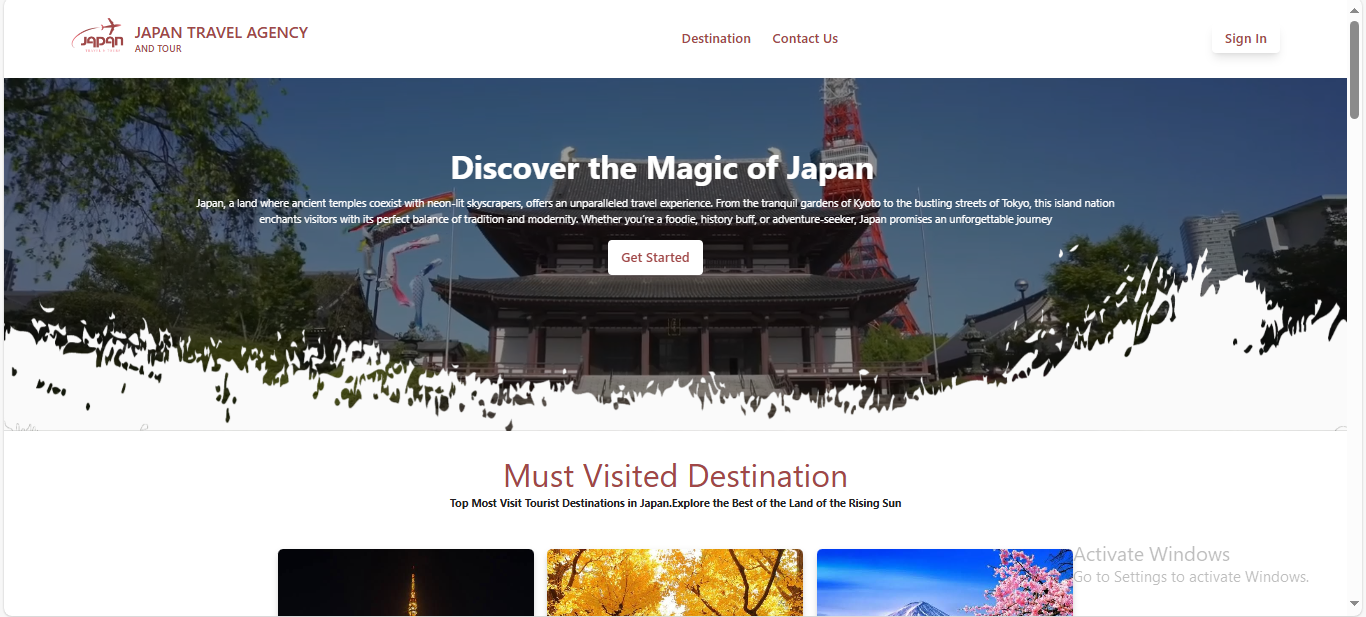 Japan
JAPAN TRAVEL AGENCY
AND TOUR
Destination
Contact Us
Sign In
Discover the Magic of Japan
Japan, a land where ancient temples coexist with neon-lit skyscrapers, offers an unparalleled travel experience. From the tranquil gardens of Kyoto to the bustling streets of Tokyo, this island nation
enchants visitors with its perfect balance of tradition and modernity. Whether you're a foodie, history buff, or adventure-seeker, Japan promises an unforgettable journey
Get Started
Must Visited Destination
Top Most Visit Tourist Destinations in Japan.Explore the Best of the Land of the Rising Sun
Activate Windows
Go to Settings to activate Windows.